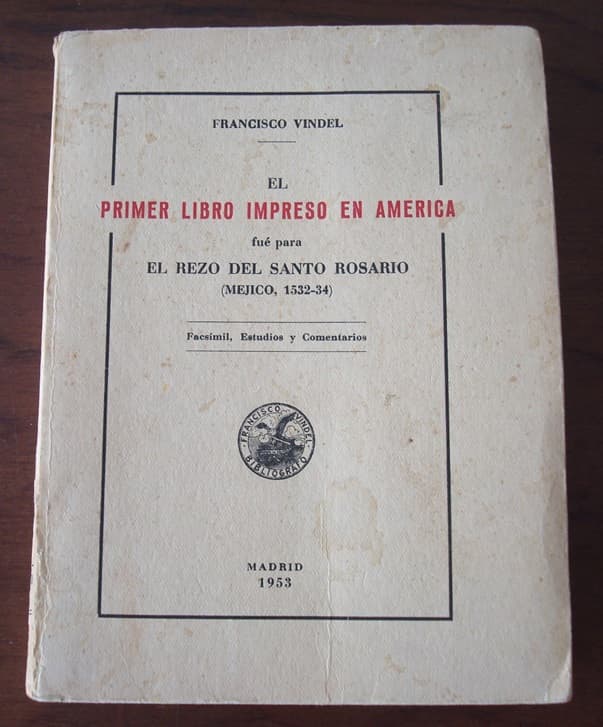 FRANCISCO VINDEL
EL
PRIMER LIBRO IMPRESO EN AMERICA
fué para
EL REZO DEL SANTO ROSARIO
(MEJICO, 1532-34)
Facsímil, Estudios y Comentarios
FRANCISCO VINDEL
BIBLIOGRAFO
MADRID
1953